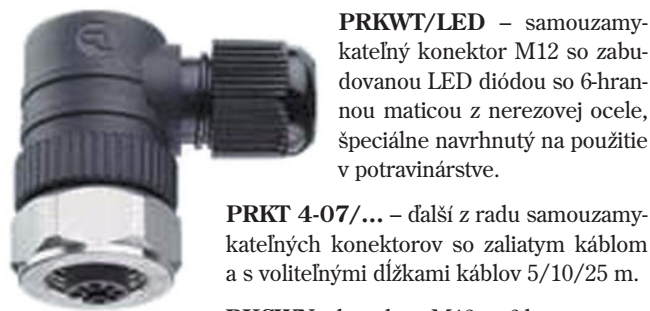 PRKWT/LED – samouzamy-
kateľný konektor M12 so zabu-
dovanou LED diódou so 6-hran-
nou maticou z nerezovej ocele,
špeciálne navrhnutý na použitie
v potravinárstve.
PRKT 4-07/... – ďalší z radu samouzamy-
kateľných konektorov so zaliatym káblom
a s voliteľnými dĺžkami káblov 5/10/25 m.